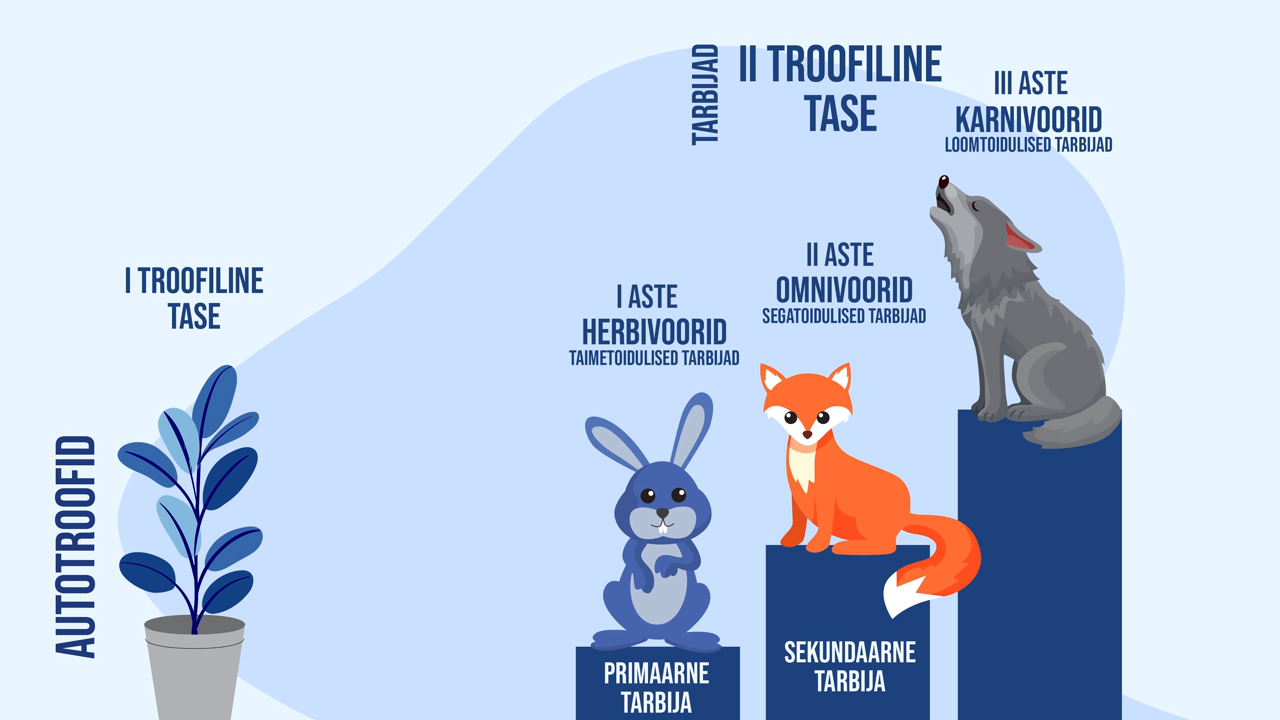 AUTOTROOFID
I TROOFILINE
TASE
TARBIJAD
II TROOFILINE
TASE
I ASTE
HERBIVOORID
TAIMETOIDULISED TARBIJAD
PRIMAARNE
TARBIJA
II ASTE
OMNIVOORID
SEGATOIDULISED TARBIJAD
SEKUNDAARNE
TARBIJA
III ASTE
KARNIVOORID
LOOMTOIDULISED TARBIJAD